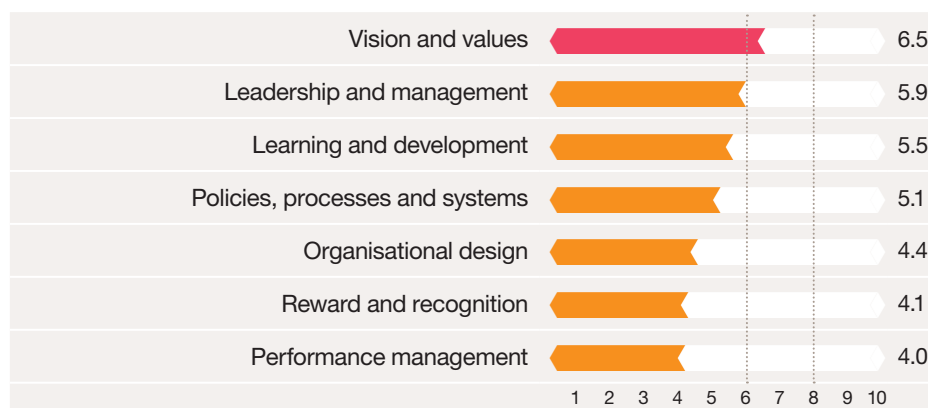 Vision and values 6.5
Leadership and management 5.9
Learning and development 5.5
Policies, processes and systems 5.1
Organisational design 4.4
Reward and recognition 4.1
Performance management 4.0
1 2 3 4 5 6 7 8 9 10